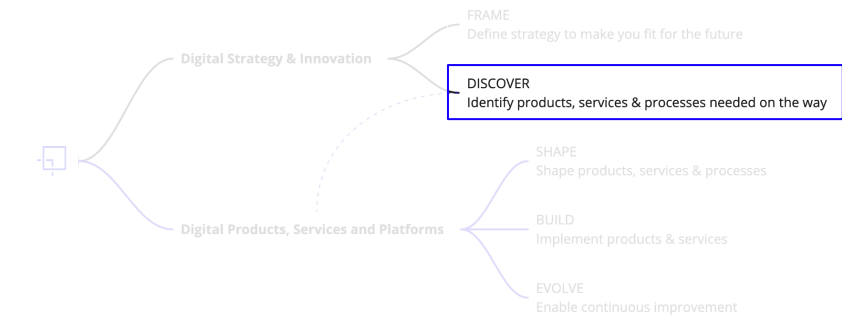 FRAME
Define strategy to make you fit for the future
Digital Strategy & Innovation
DISCOVER
Identify products, services & processes needed on the way
SHAPE
Shape products, services & processes
Digital Products, Services and Platforms
BUILD
Implement products & services
EVOLVE
Enable continuous improvement